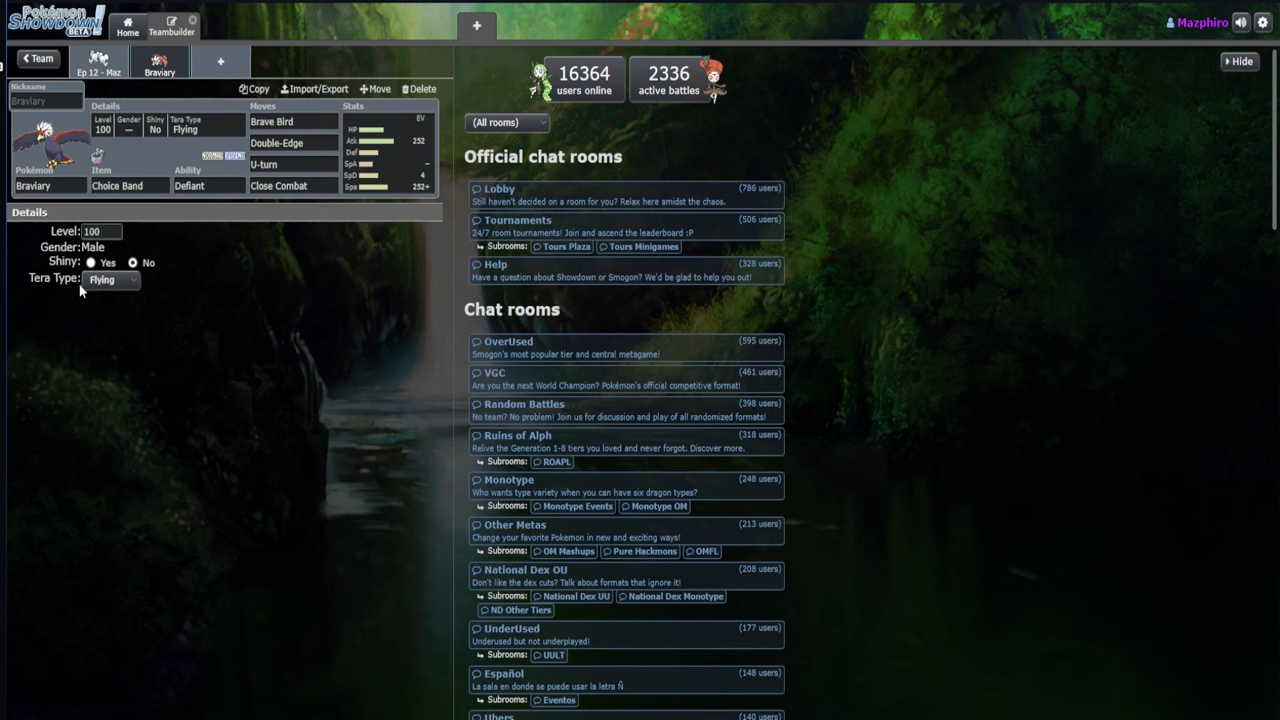 Pokémon
SHOWDOWN!
BETA
Home
Teambuilder
+
Mazphiro
< Team
Ep 12 - Maz
Braviary
+
16364
users online
2336
active battles
Hide
Nickname
Braviary
Copy
Import/Export
Move
Delete
Details
Moves
Stats
Level
100
Gender
—
Shiny
No
Tera Type
Flying
Brave Bird
Double-Edge
U-turn
Close Combat
EV
HP
Atk 252
Def
SpA –
SpD 4
Spe 252+
Pokémon
Braviary
Item
Choice Band
Ability
Defiant
Details
Level: 100
Gender: Male
Shiny: Yes No
Tera Type: Flying
(All rooms)
Official chat rooms
Lobby (786 users)
Still haven't decided on a room for you? Relax here amidst the chaos.
Tournaments (506 users)
24/7 room tournaments! Join and ascend the leaderboard :P
Subrooms: Tours Plaza Tours Minigames
Help (328 users)
Have a question about Showdown or Smogon? We'd be glad to help you out!
Chat rooms
OverUsed (595 users)
Smogon's most popular tier and central metagame!
VGC (461 users)
Are you the next World Champion? Pokémon's official competitive format!
Random Battles (398 users)
No team? No problem! Join us for discussion and play of all randomized formats!
Ruins of Alph (318 users)
Relive the Generation 1-8 tiers you loved and never forgot. Discover more.
Subrooms: ROAPL
Monotype (248 users)
Who wants type variety when you can have six dragon types?
Subrooms: Monotype Events Monotype OM
Other Metas (213 users)
Change your favorite Pokemon in new and exciting ways!
Subrooms: OM Mashups Pure Hackmons OMFL
National Dex OU (208 users)
Don't like the dex cuts? Talk about formats that ignore it!
Subrooms: National Dex UU National Dex Monotype
ND Other Tiers
UnderUsed (177 users)
Underused but not underplayed!
Subrooms: UULT
Español (148 users)
La sala en donde se puede usar la letra Ñ
Subrooms: Eventos
Ubers (140 users)